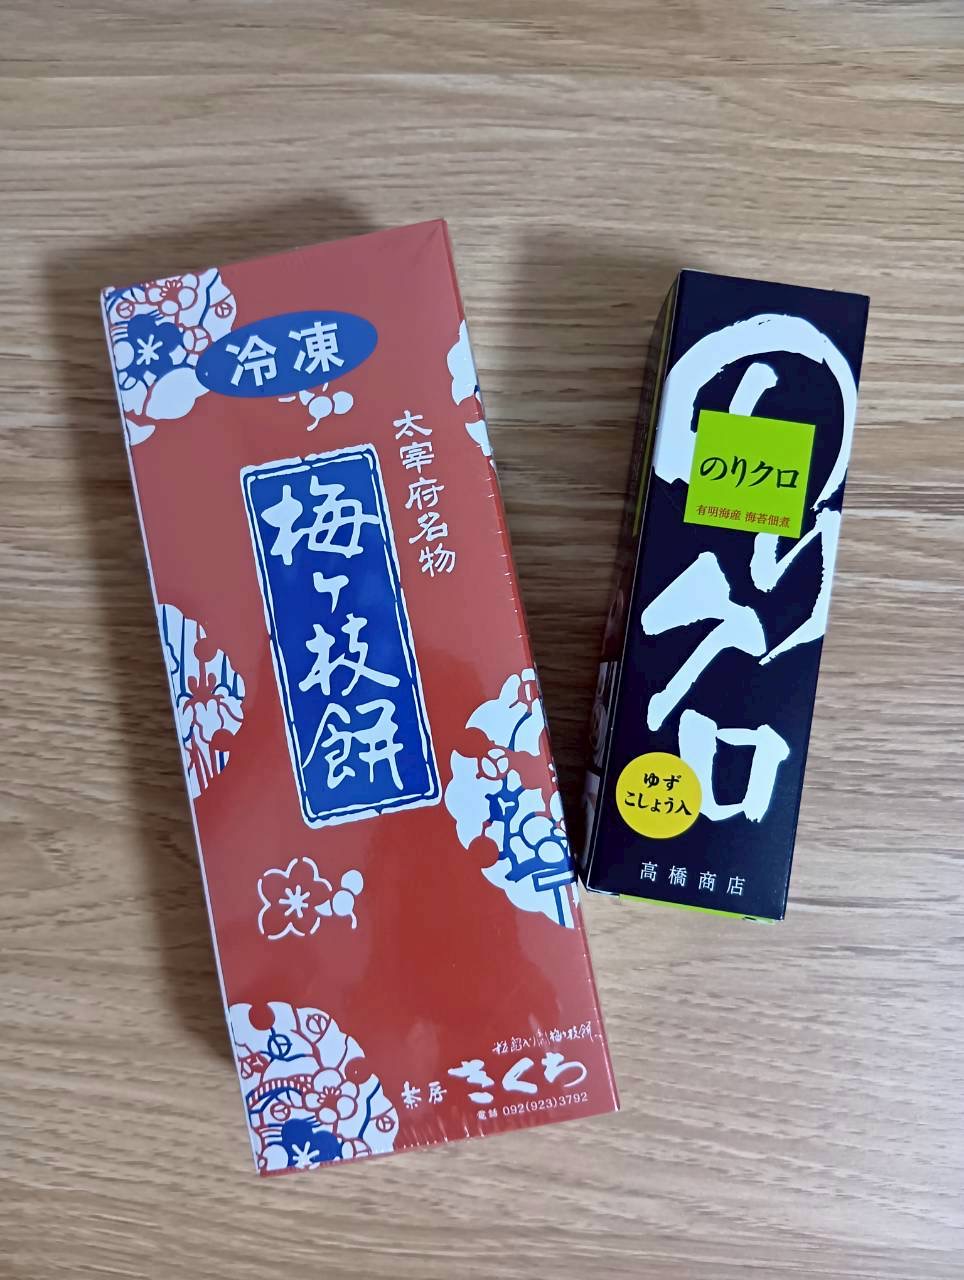 冷凍
太宰府名物
梅ヶ枝餅
茶房 きくち
電話 092(923)3792
のりクロ
のりクロ
有明海産 海苔佃煮
ゆず
こしょう入
高橋商店